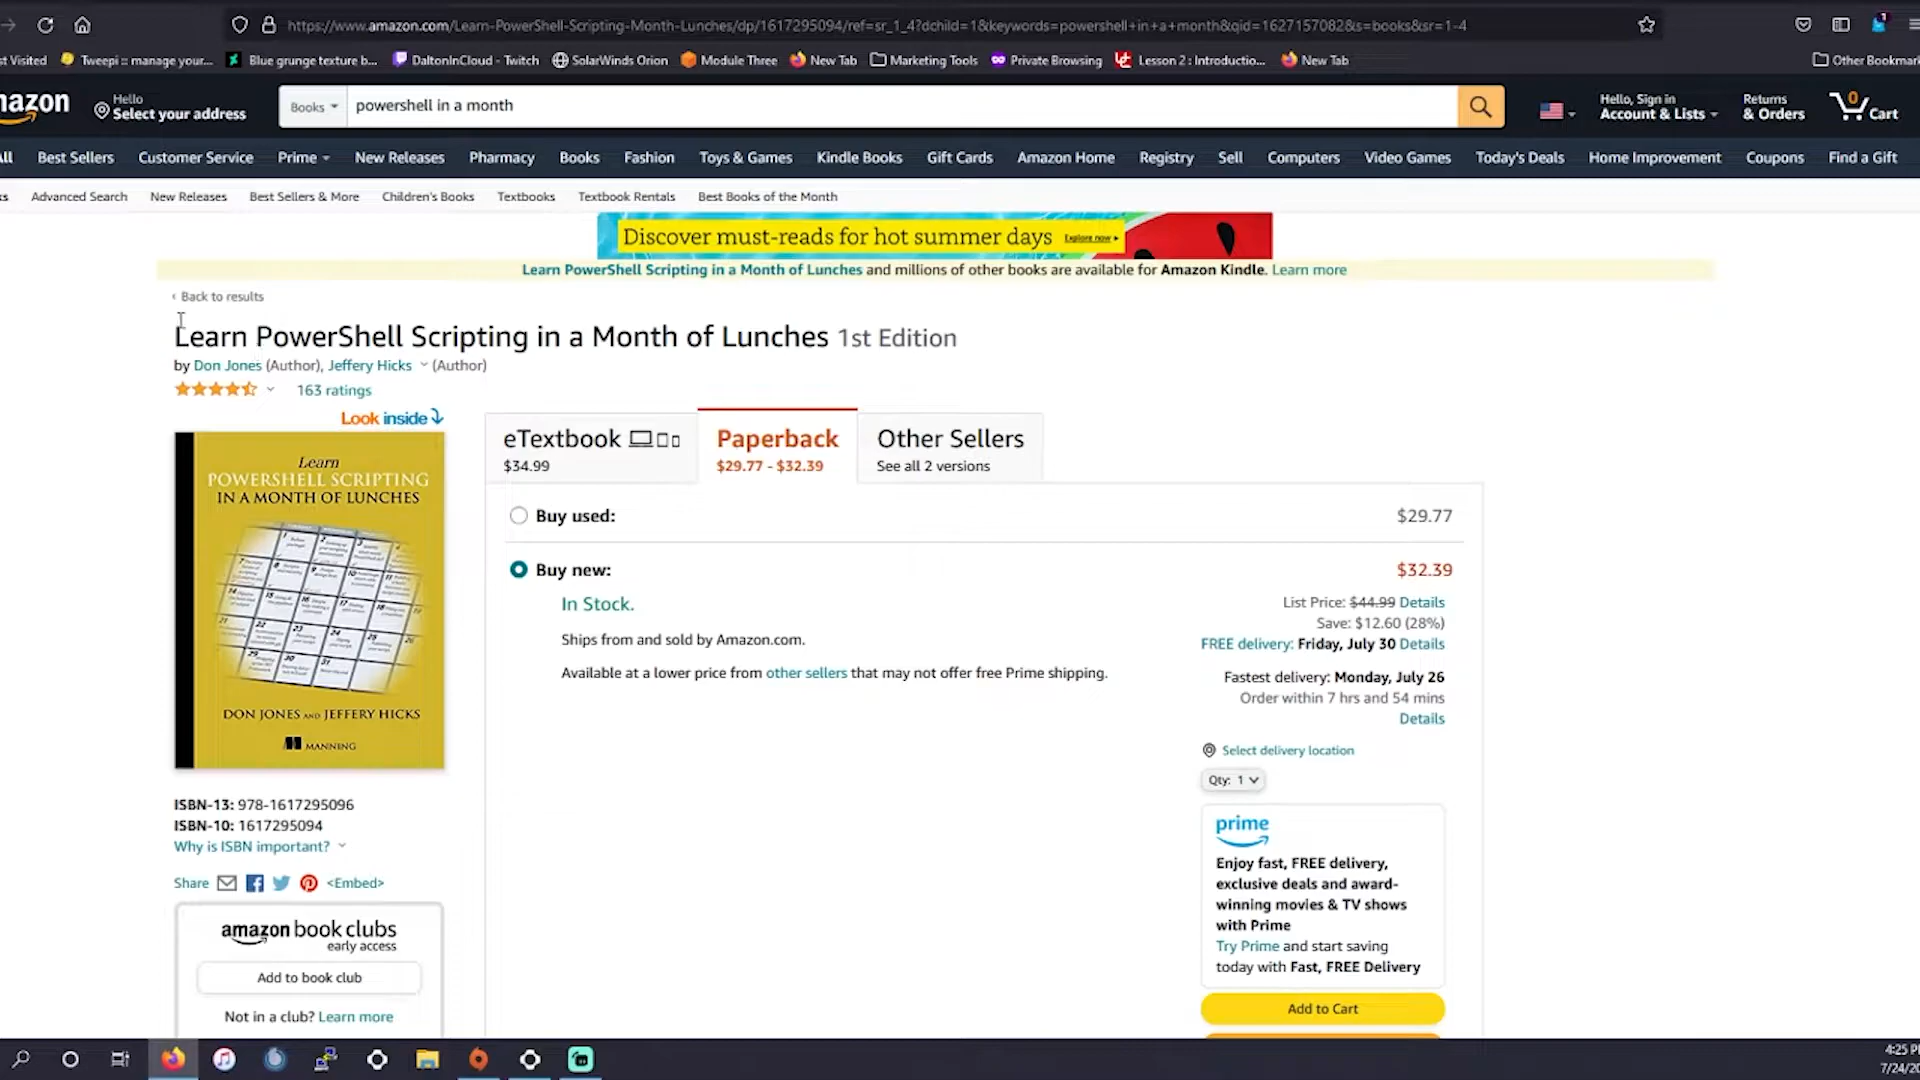 https://www.amazon.com/Learn-PowerShell-Scripting-Month-Lunches/dp/1617295094/ref=sr_1_4?dchild=1&keywords=powershell+in+a+month&qid=1627157082&s=books&sr=1-4
st Visited Tweepi :: manage your... Blue grunge texture b... DaltonInCloud - Twitch SolarWinds Orion Module Three New Tab Marketing Tools Private Browsing Lesson 2 : Introductio... New Tab Other Bookmar
mazon
Hello
Select your address
Books
powershell in a month
Hello, Sign in
Account & Lists
Returns
& Orders
0
Cart
All Best Sellers Customer Service Prime New Releases Pharmacy Books Fashion Toys & Games Kindle Books Gift Cards Amazon Home Registry Sell Computers Video Games Today's Deals Home Improvement Coupons Find a Gift
ks Advanced Search New Releases Best Sellers & More Children's Books Textbooks Textbook Rentals Best Books of the Month
Discover must-reads for hot summer days Explore now
Learn PowerShell Scripting in a Month of Lunches and millions of other books are available for Amazon Kindle. Learn more
‹ Back to results
Learn PowerShell Scripting in a Month of Lunches 1st Edition
by Don Jones (Author), Jeffery Hicks (Author)
163 ratings
Look inside
Learn
POWERSHELL SCRIPTING
IN A MONTH OF LUNCHES
DON JONES AND JEFFERY HICKS
MANNING
eTextbook
$34.99
Paperback
$29.77 - $32.39
Other Sellers
See all 2 versions
Buy used: $29.77
Buy new: $32.39
In Stock.
Ships from and sold by Amazon.com.
Available at a lower price from other sellers that may not offer free Prime shipping.
List Price: $44.99 Details
Save: $12.60 (28%)
FREE delivery: Friday, July 30 Details
Fastest delivery: Monday, July 26
Order within 7 hrs and 54 mins
Details
Select delivery location
Qty: 1
prime
Enjoy fast, FREE delivery,
exclusive deals and award-
winning movies & TV shows
with Prime
Try Prime and start saving
today with Fast, FREE Delivery
Add to Cart
ISBN-13: 978-1617295096
ISBN-10: 1617295094
Why is ISBN important?
Share <Embed>
amazon book clubs
early access
Add to book club
Not in a club? Learn more
4:25 P
7/24/20